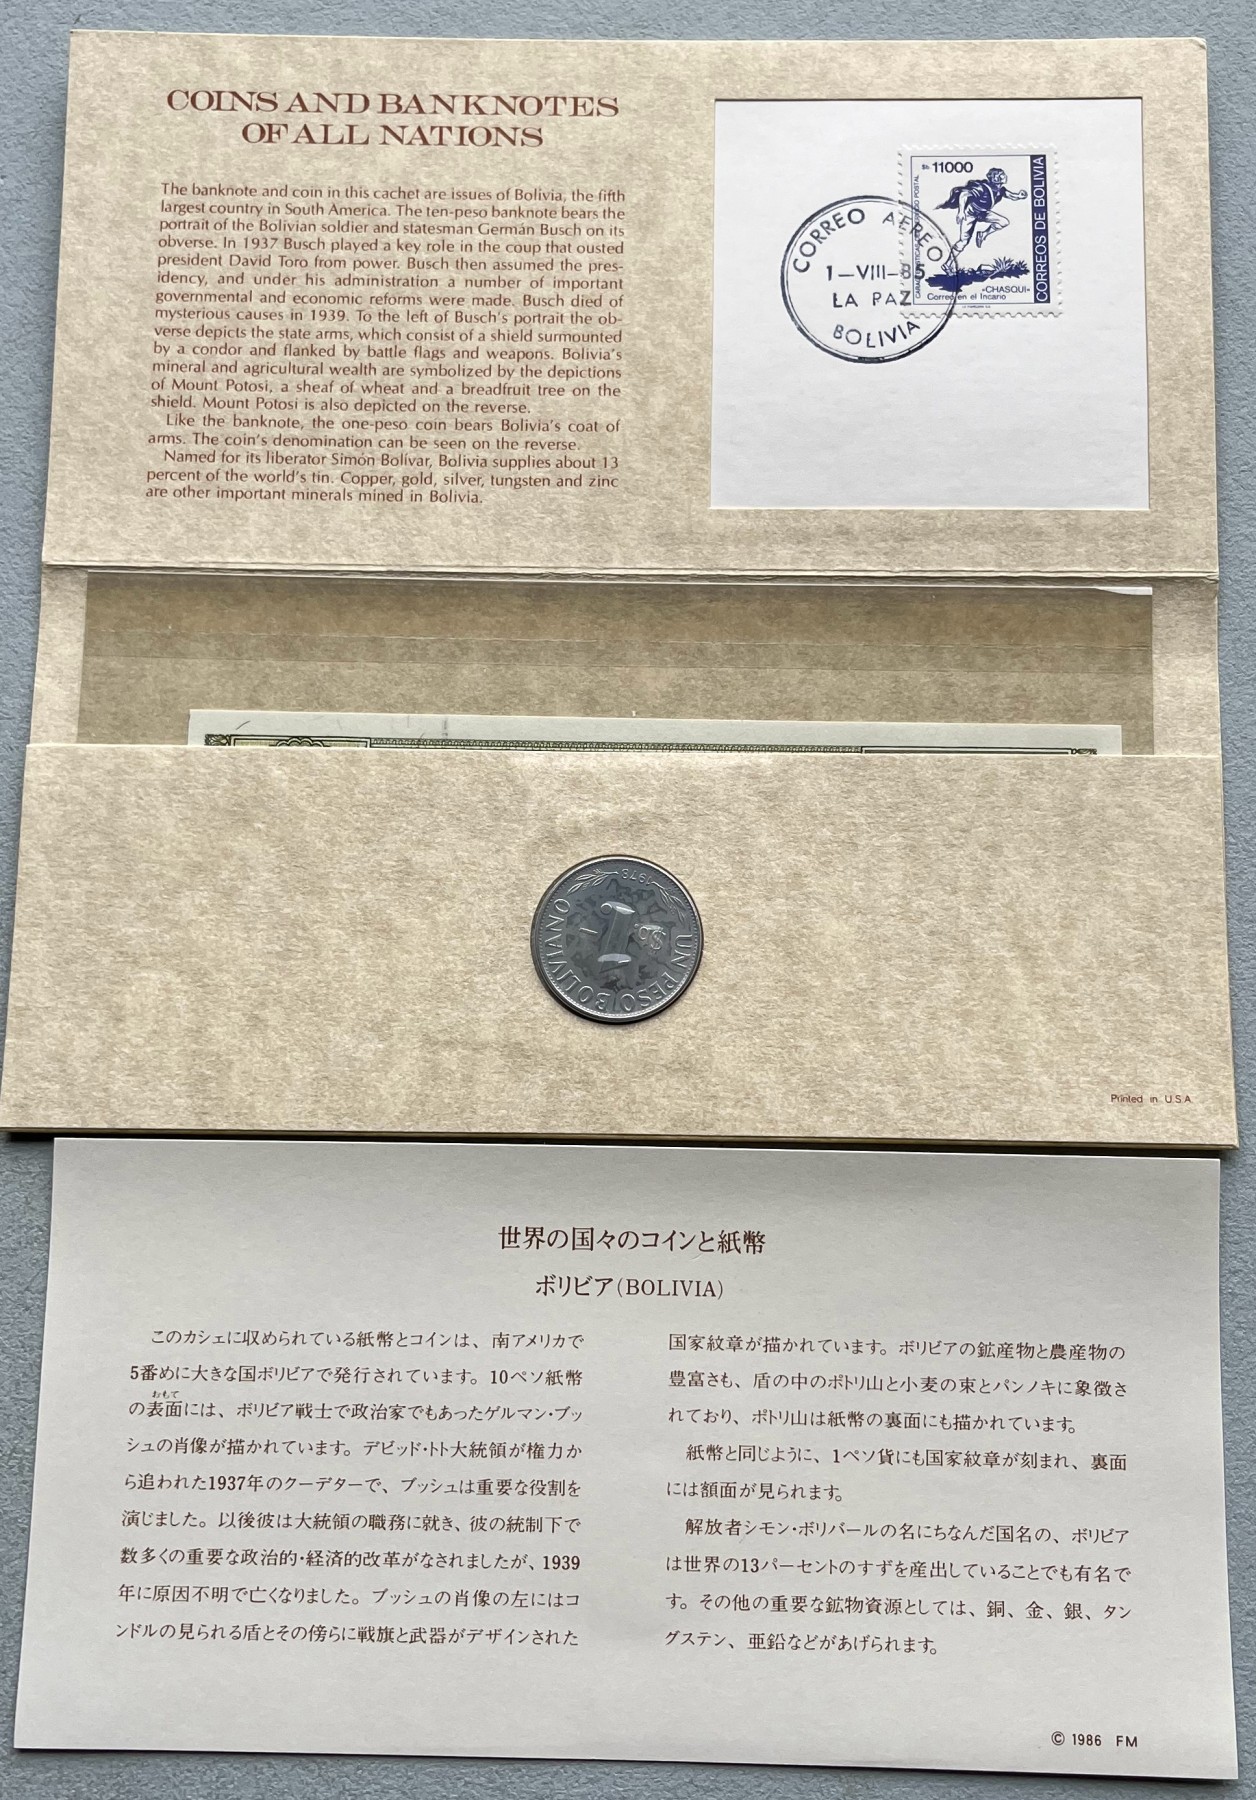 COINS AND BANKNOTES
OF ALL NATIONS
The banknote and coin in this cachet are issues of Bolivia, the fifth
largest country in South America. The ten-peso banknote bears the
portrait of the Bolivian soldier and statesman Germán Busch on its
obverse. In 1937 Busch played a key role in the coup that ousted
president David Toro from power. Busch then assumed the pres-
idency, and under his administration a number of important
governmental and economic reforms were made. Busch died of
mysterious causes in 1939. To the left of Busch's portrait the ob-
verse depicts the state arms, which consist of a shield surmounted
by a condor and flanked by battle flags and weapons. Bolivia's
mineral and agricultural wealth are symbolized by the depictions
of Mount Potosi, a sheaf of wheat and a breadfruit tree on the
shield. Mount Potosi is also depicted on the reverse.
Like the banknote, the one-peso coin bears Bolivia's coat of
arms. The coin's denomination can be seen on the reverse.
Named for its liberator Simón Bolívar, Bolivia supplies about 13
percent of the world's tin. Copper, gold, silver, tungsten and zinc
are other important minerals mined in Bolivia.
$b 11000
CORREOS DE BOLIVIA
«CHASQUI»
Correo en el Incario
CORREO AEREO
1-VIII-85
LA PAZ
BOLIVIA
1978
1
$b.
UN PESO BOLIVIANO
Printed in U.S.A.
世界の国々のコインと紙幣
ボリビア(BOLIVIA)
このカシェに収められている紙幣とコインは、南アメリカで
5番めに大きな国ボリビアで発行されています。10ペソ紙幣
おもて
の表面には、ボリビア戦士で政治家でもあったゲルマン・ブッ
シュの肖像が描かれています。デビッド・トト大統領が権力か
ら追われた1937年のクーデターで、ブッシュは重要な役割を
演じました。以後彼は大統領の職務に就き、彼の統制下で
数多くの重要な政治的・経済的改革がなされましたが、1939
年に原因不明で亡くなりました。ブッシュの肖像の左にはコ
ンドルの見られる盾とその傍らに戦旗と武器がデザインされた
国家紋章が描かれています。ボリビアの鉱産物と農産物の
豊富さも、盾の中のポトリ山と小麦の束とパンノキに象徴さ
れており、ポトリ山は紙幣の裏面にも描かれています。
紙幣と同じように、1ペソ貨にも国家紋章が刻まれ、裏面
には額面が見られます。
解放者シモン・ボリバールの名にちなんだ国名の、ボリビア
は世界の13パーセントのすずを産出していることでも有名で
す。その他の重要な鉱物資源としては、銅、金、銀、タン
グステン、亜鉛などがあげられます。
© 1986 FM